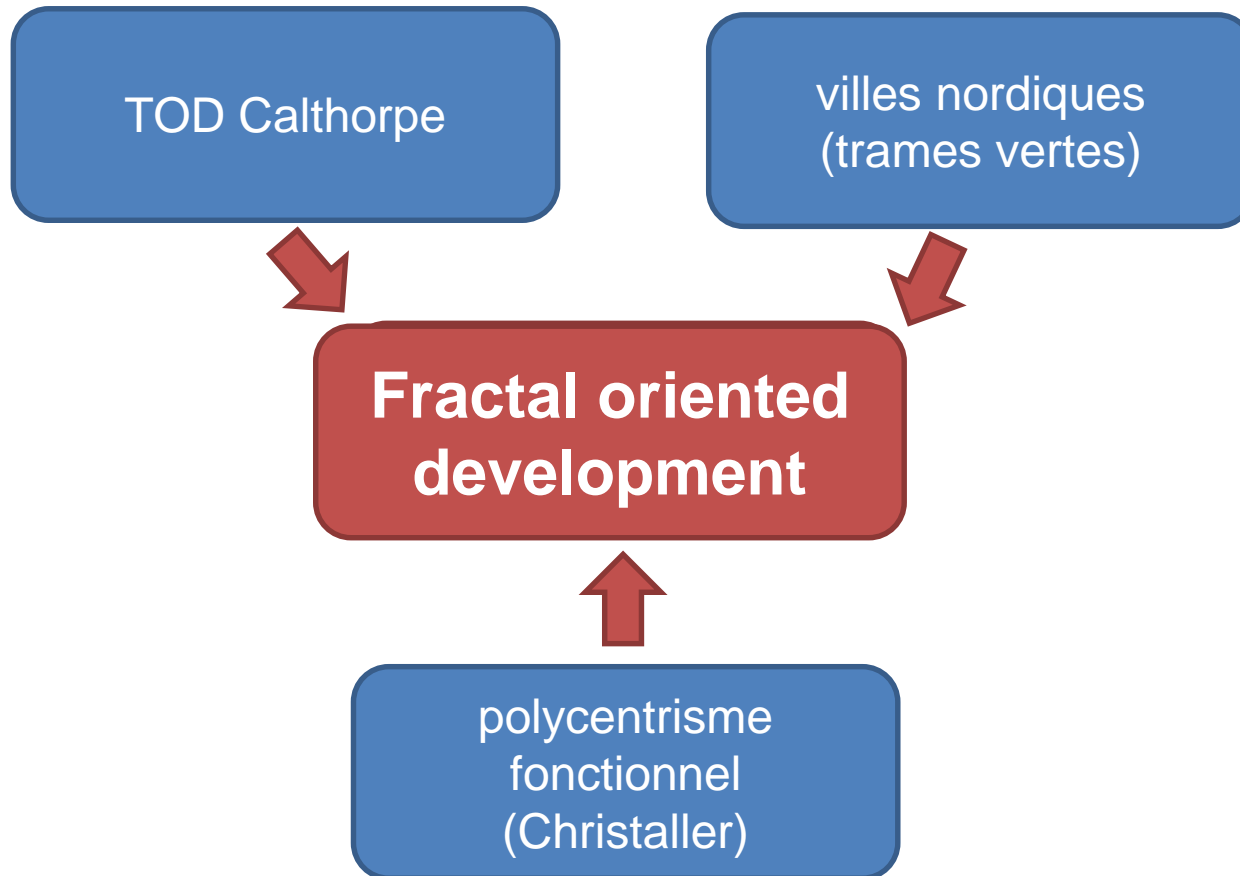 TOD Calthorpe
villes nordiques
(trames vertes)
Fractal oriented
development
polycentrisme
fonctionnel
(Christaller)